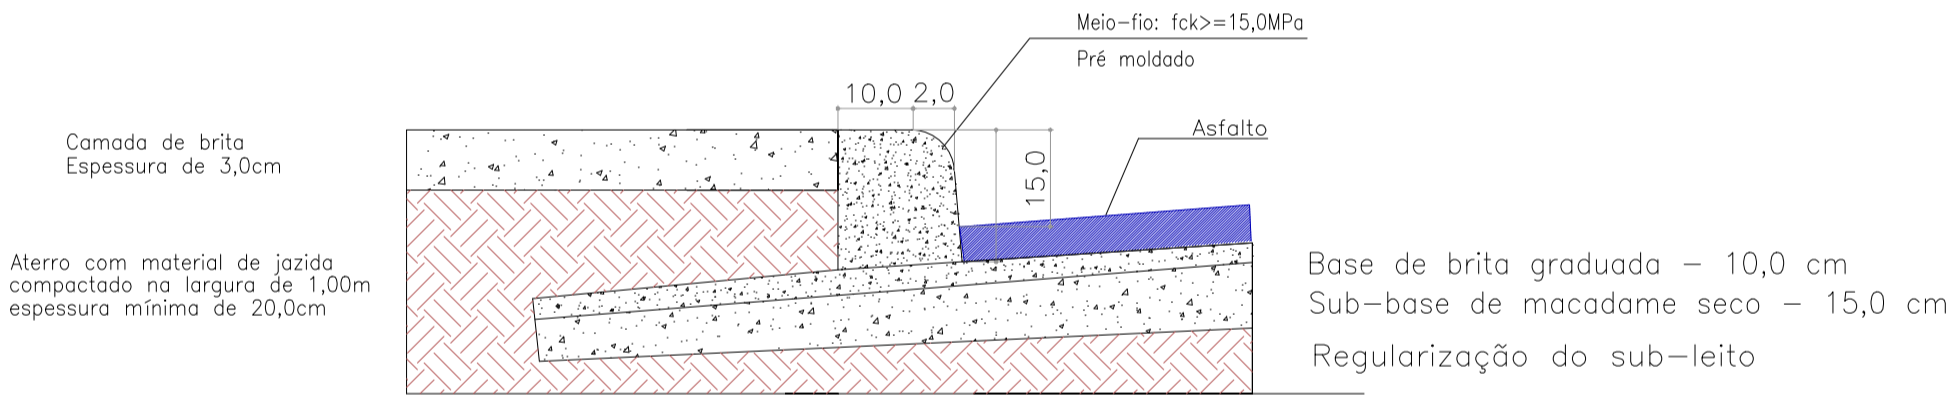 Meio-fio: fck>=15,0MPa
Pré moldado
10,0 2,0
Asfalto
Camada de brita
Espessura de 3,0cm
15,0
Aterro com material de jazida
compactado na largura de 1,00m
espessura mínima de 20,0cm
Base de brita graduada - 10,0 cm
Sub-base de macadame seco - 15,0 cm
Regularização do sub-leito